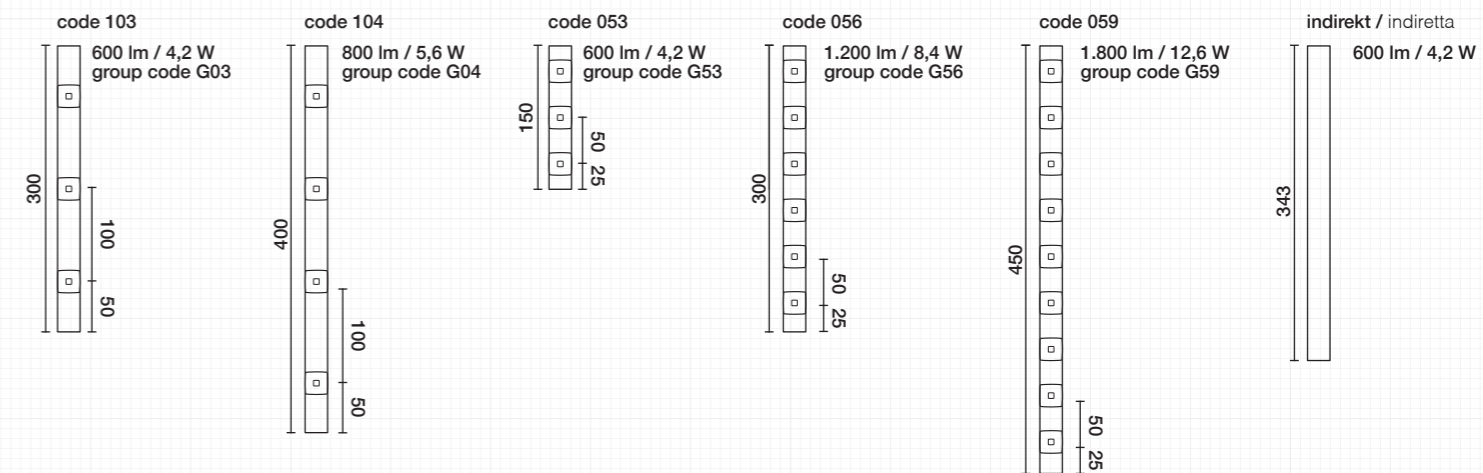 code 103
600 lm / 4,2 W
group code G03
300
100
50
code 104
800 lm / 5,6 W
group code G04
400
100
50
code 053
600 lm / 4,2 W
group code G53
150
50
25
code 056
1.200 lm / 8,4 W
group code G56
300
50
25
code 059
1.800 lm / 12,6 W
group code G59
450
50
25
indirekt / indiretta
600 lm / 4,2 W
343